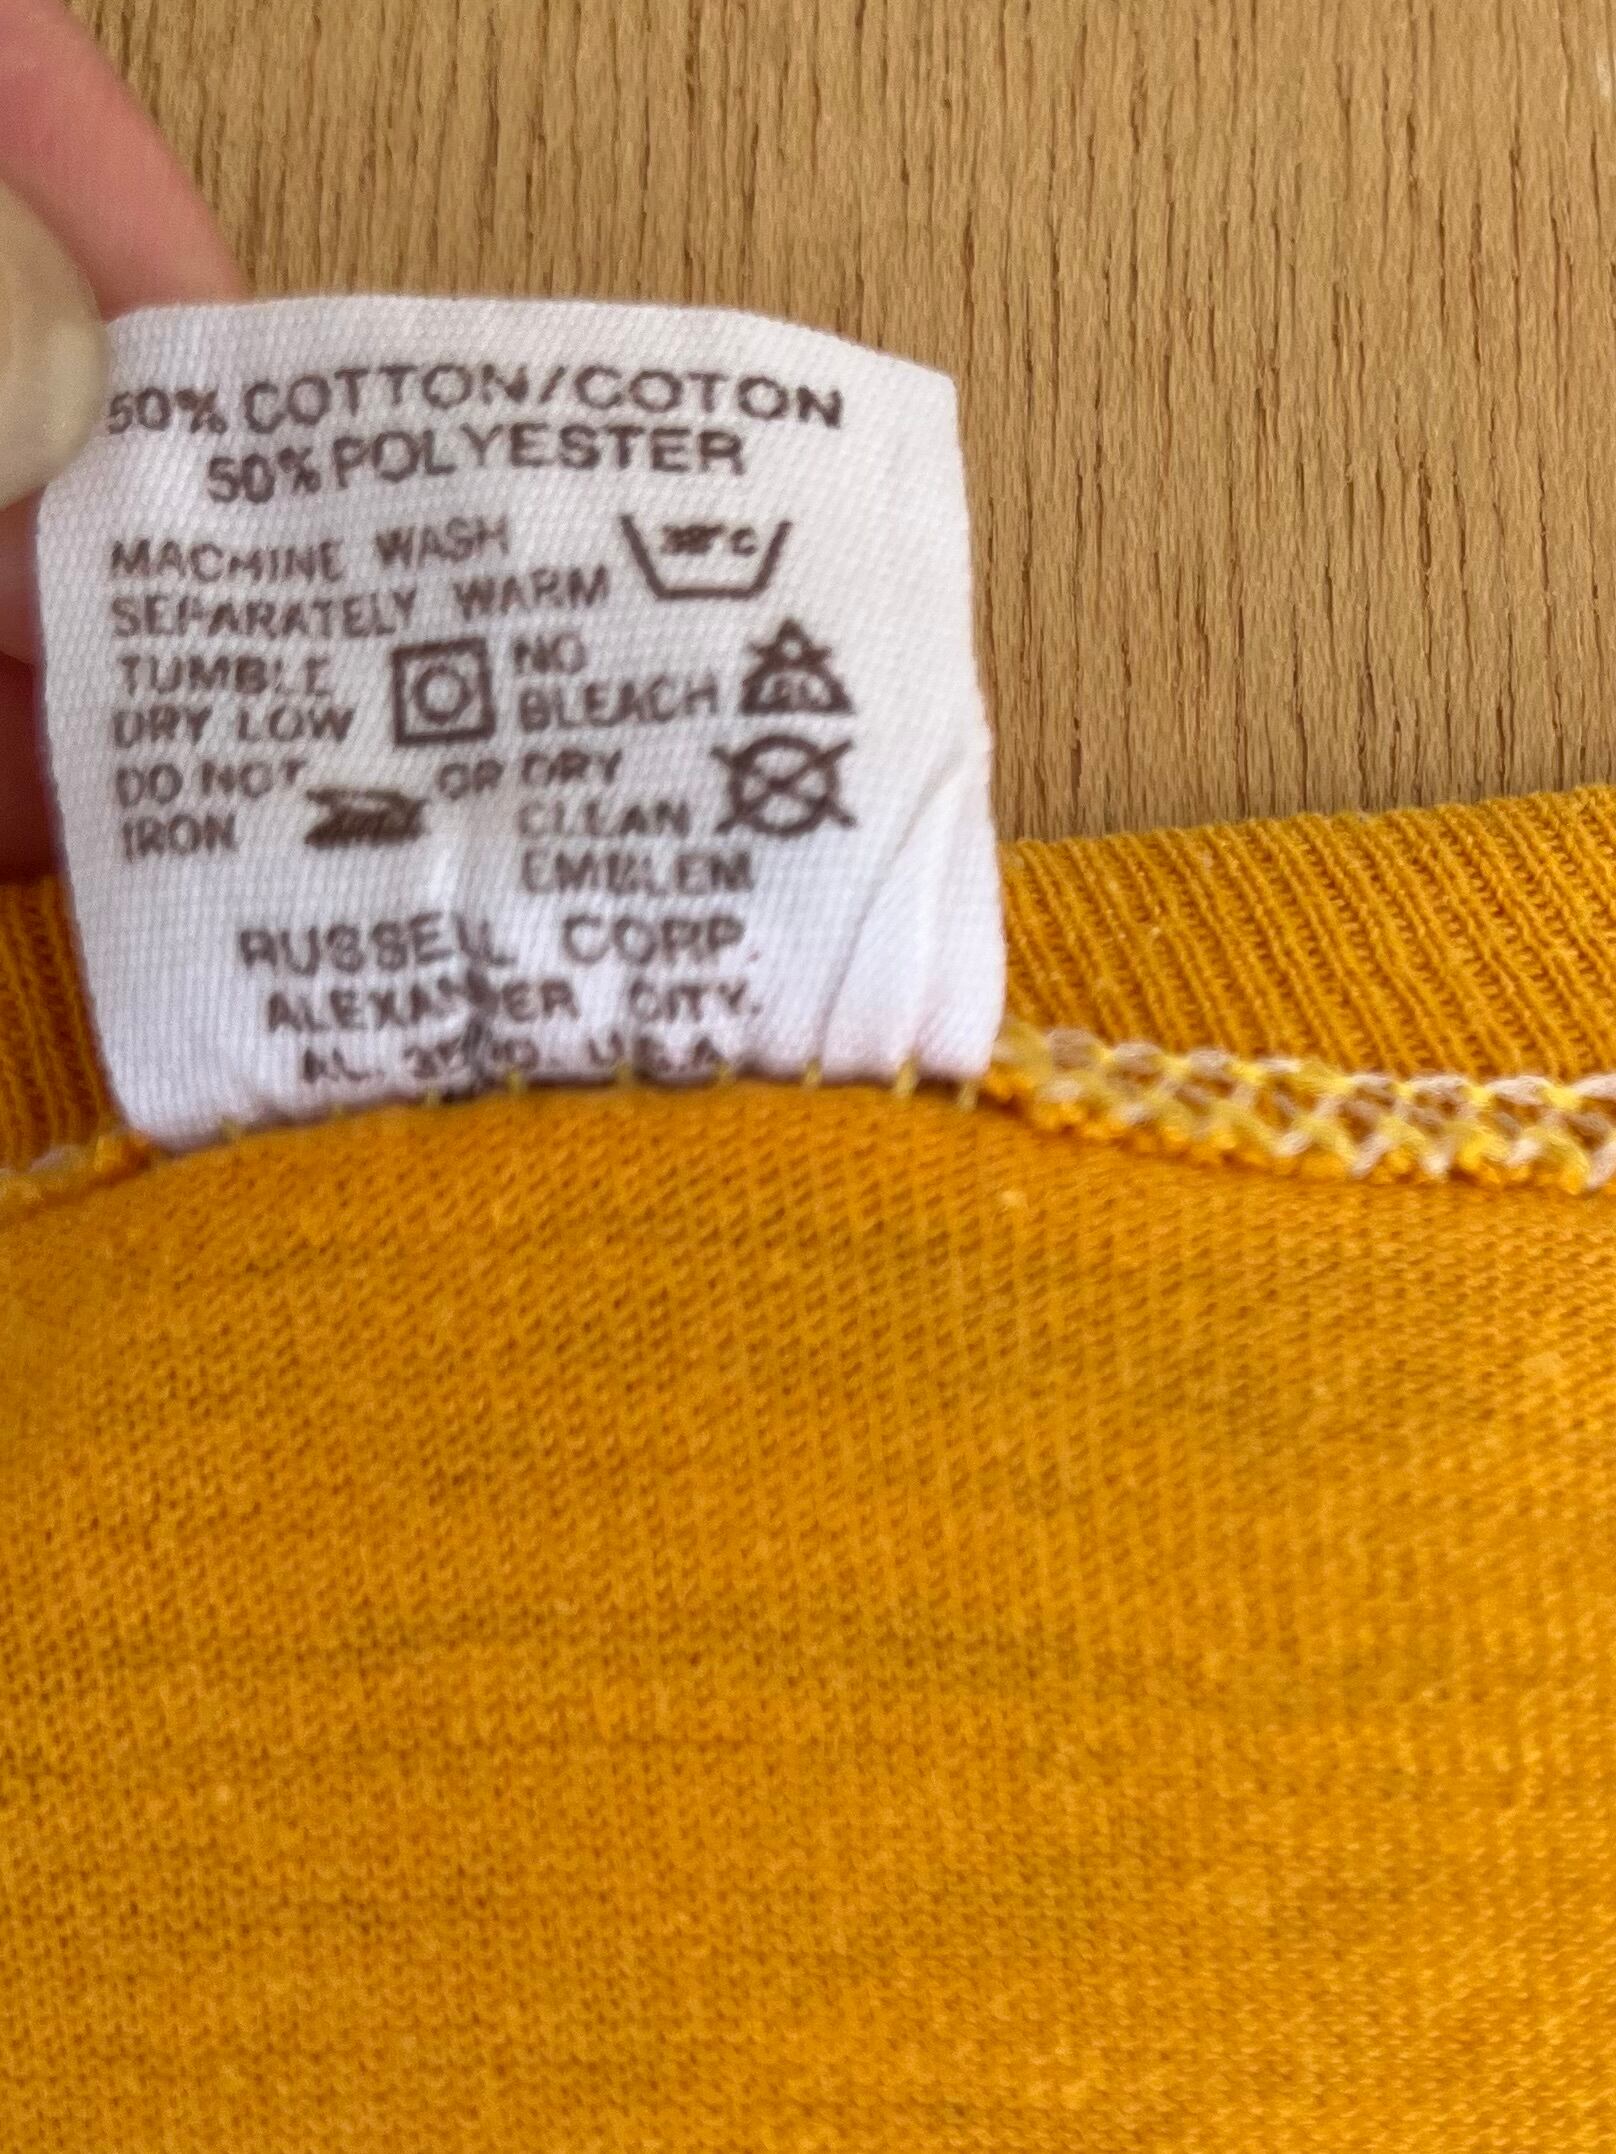 50% COTTON/COTON
50% POLYESTER
MACHINE WASH
SEPARATELY WARM
TUMBLE
DRY LOW
NO
BLEACH
DO NOT
IRON
OR DRY
CLEAN
EMBLEM
RUSSELL CORP.
ALEXANDER CITY.
AL. U.S.A.